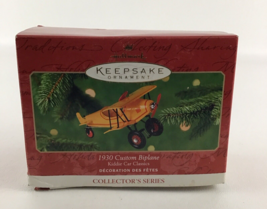 Hallmark
KEEPSAKE
ORNAMENT
1930 Custom Biplane
Kiddie Car Classics
DÉCORATION DES FÊTES
COLLECTOR'S SERIES